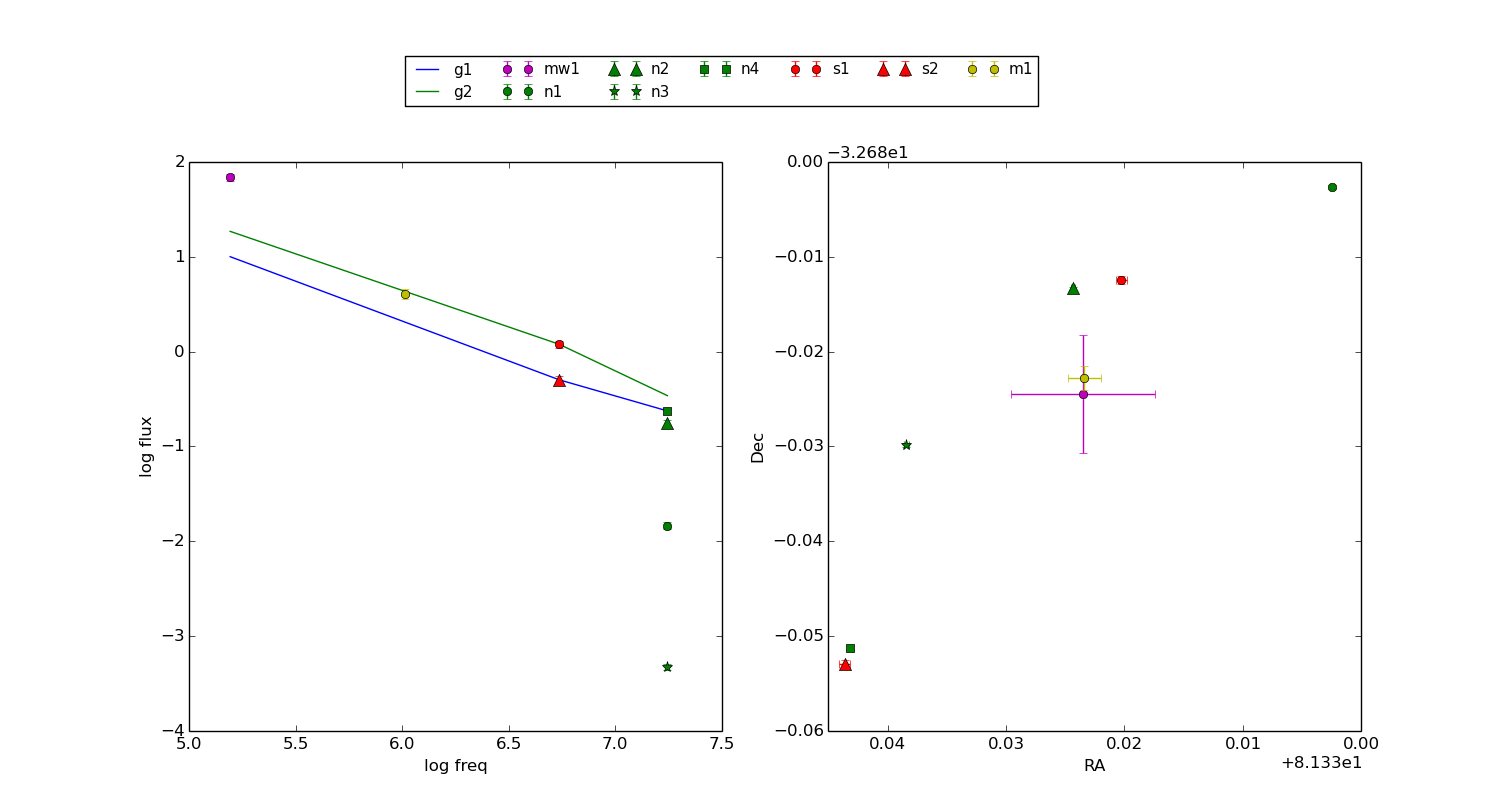 g1 mw1 n2 n4 s1 s2 m1
g2 n1 n3
2
1
0
−1
−2
−3
−4
log flux
5.0 5.5 6.0 6.5 7.0 7.5
log freq
−3.268e1
0.00
−0.01
−0.02
−0.03
−0.04
−0.05
−0.06
Dec
0.04 0.03 0.02 0.01 0.00
RA
+8.133e1